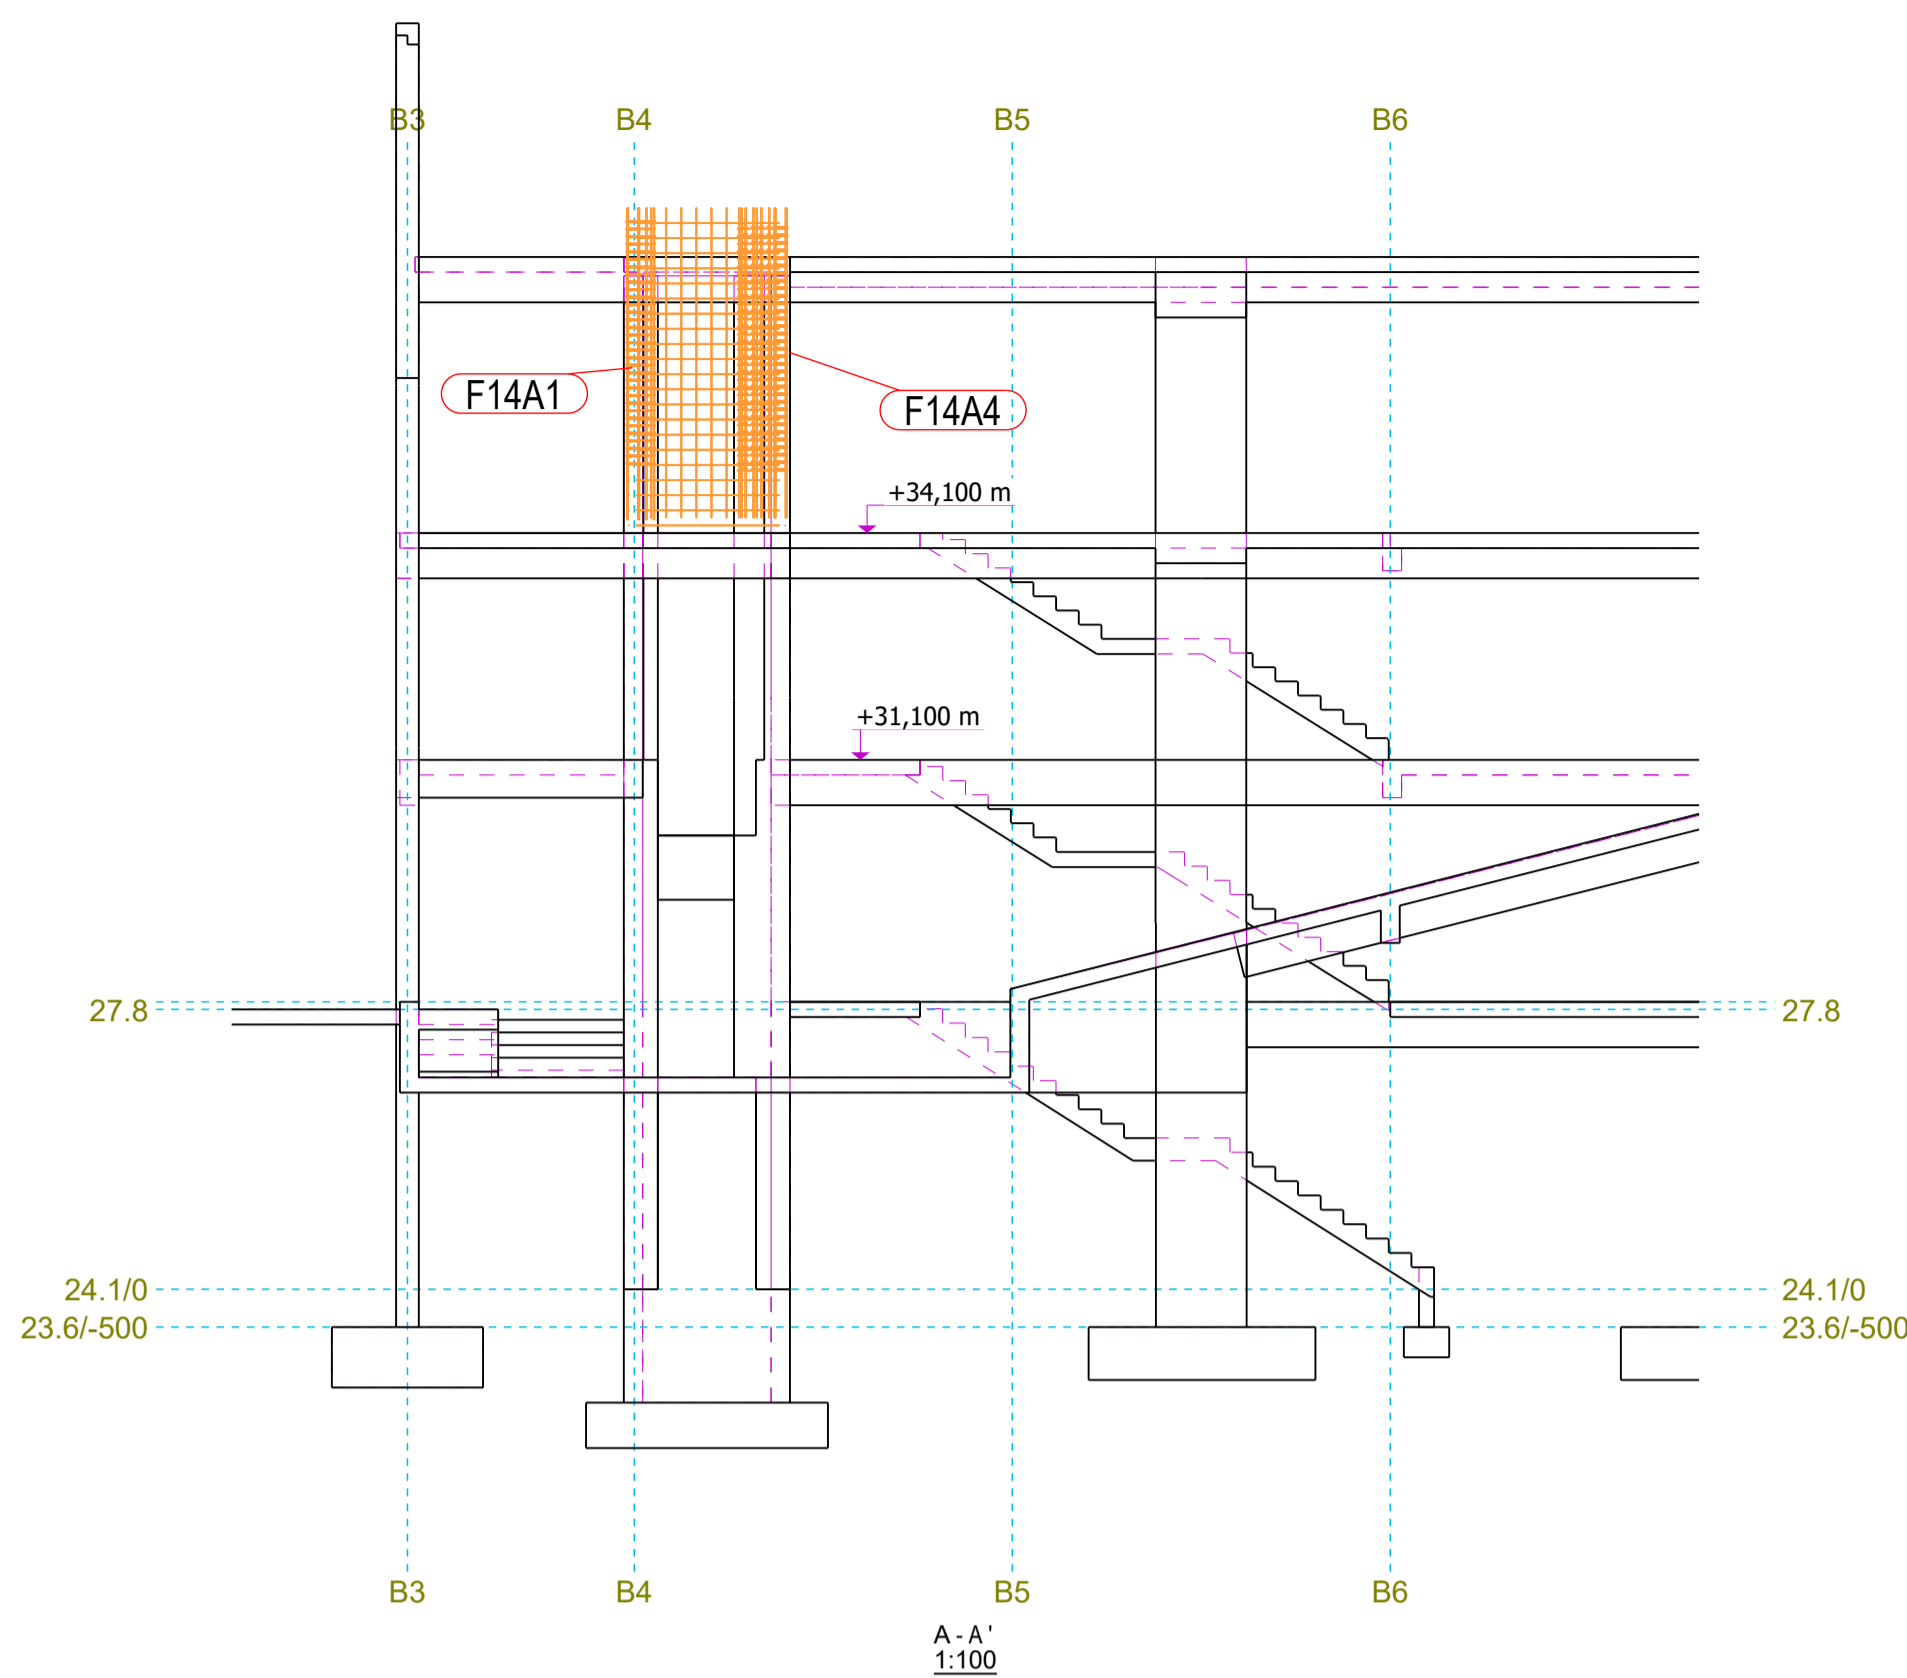 B3 B4 B5 B6
F14A1
F14A4
+34,100 m
+31,100 m
27.8 27.8
24.1/0 24.1/0
23.6/-500 23.6/-500
B3 B4 B5 B6
A - A '
1:100